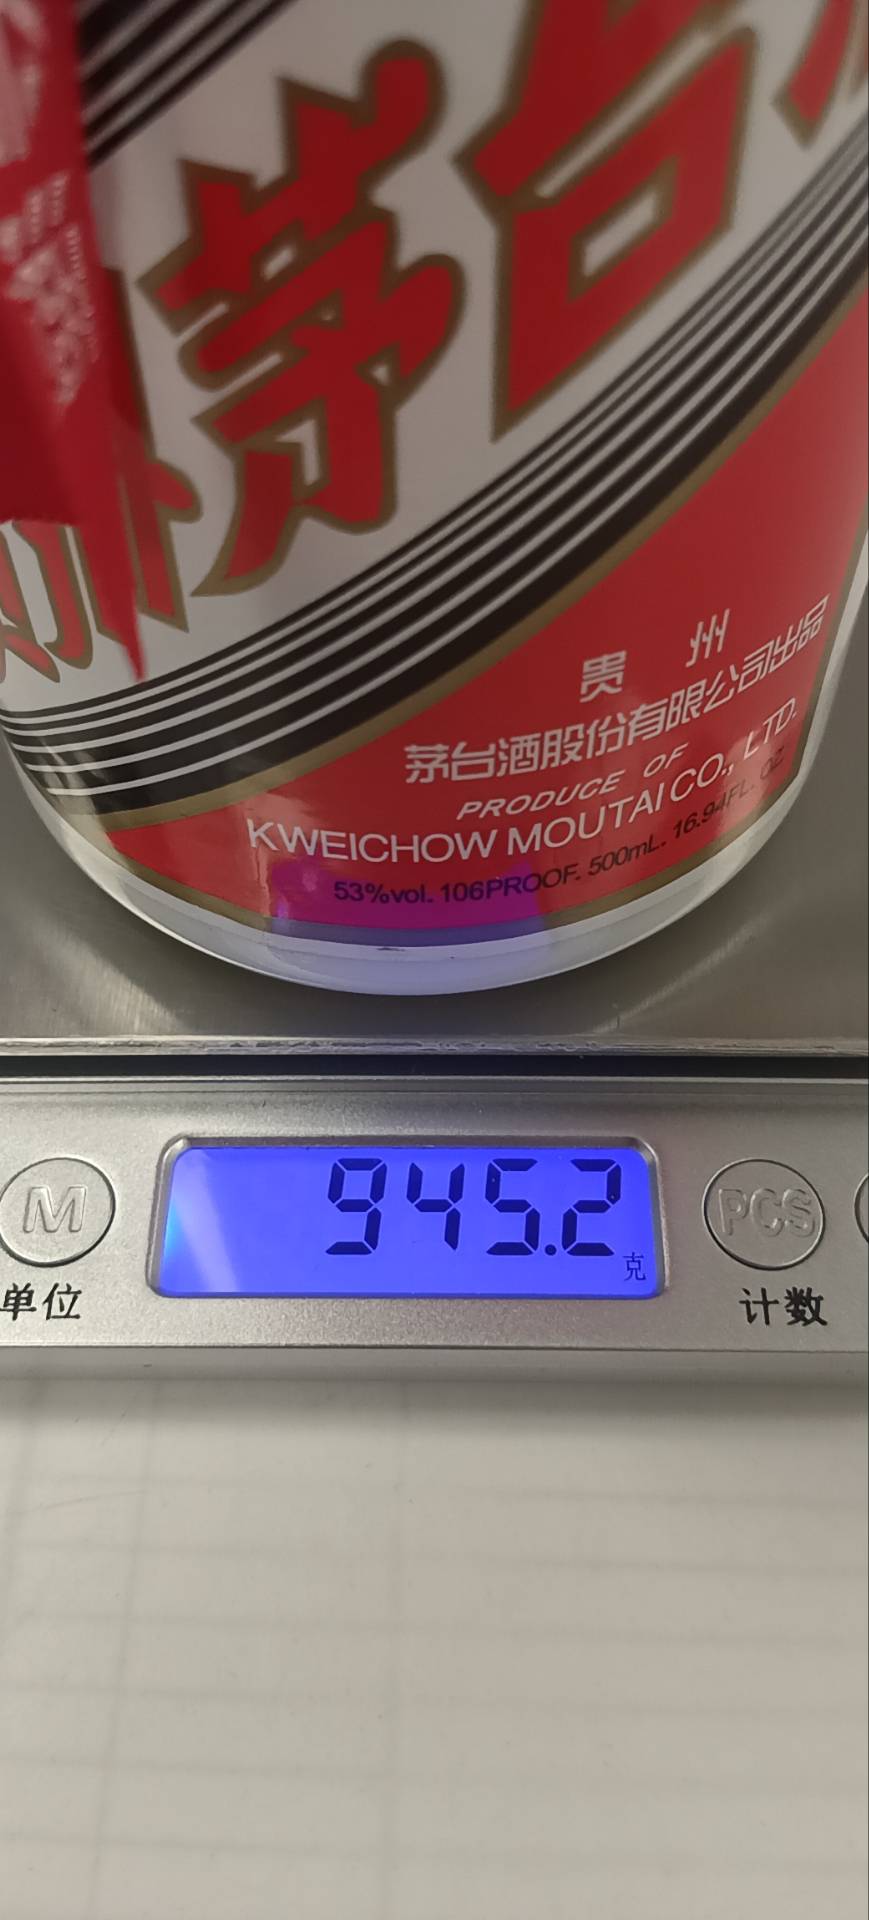 茅台
贵 州
茅台酒股份有限公司出品
PRODUCE OF
KWEICHOW MOUTAI CO., LTD.
53%vol. 106PROOF. 500mL. 16.94FL. OZ
945.2
克
M
PCS
单位
计数